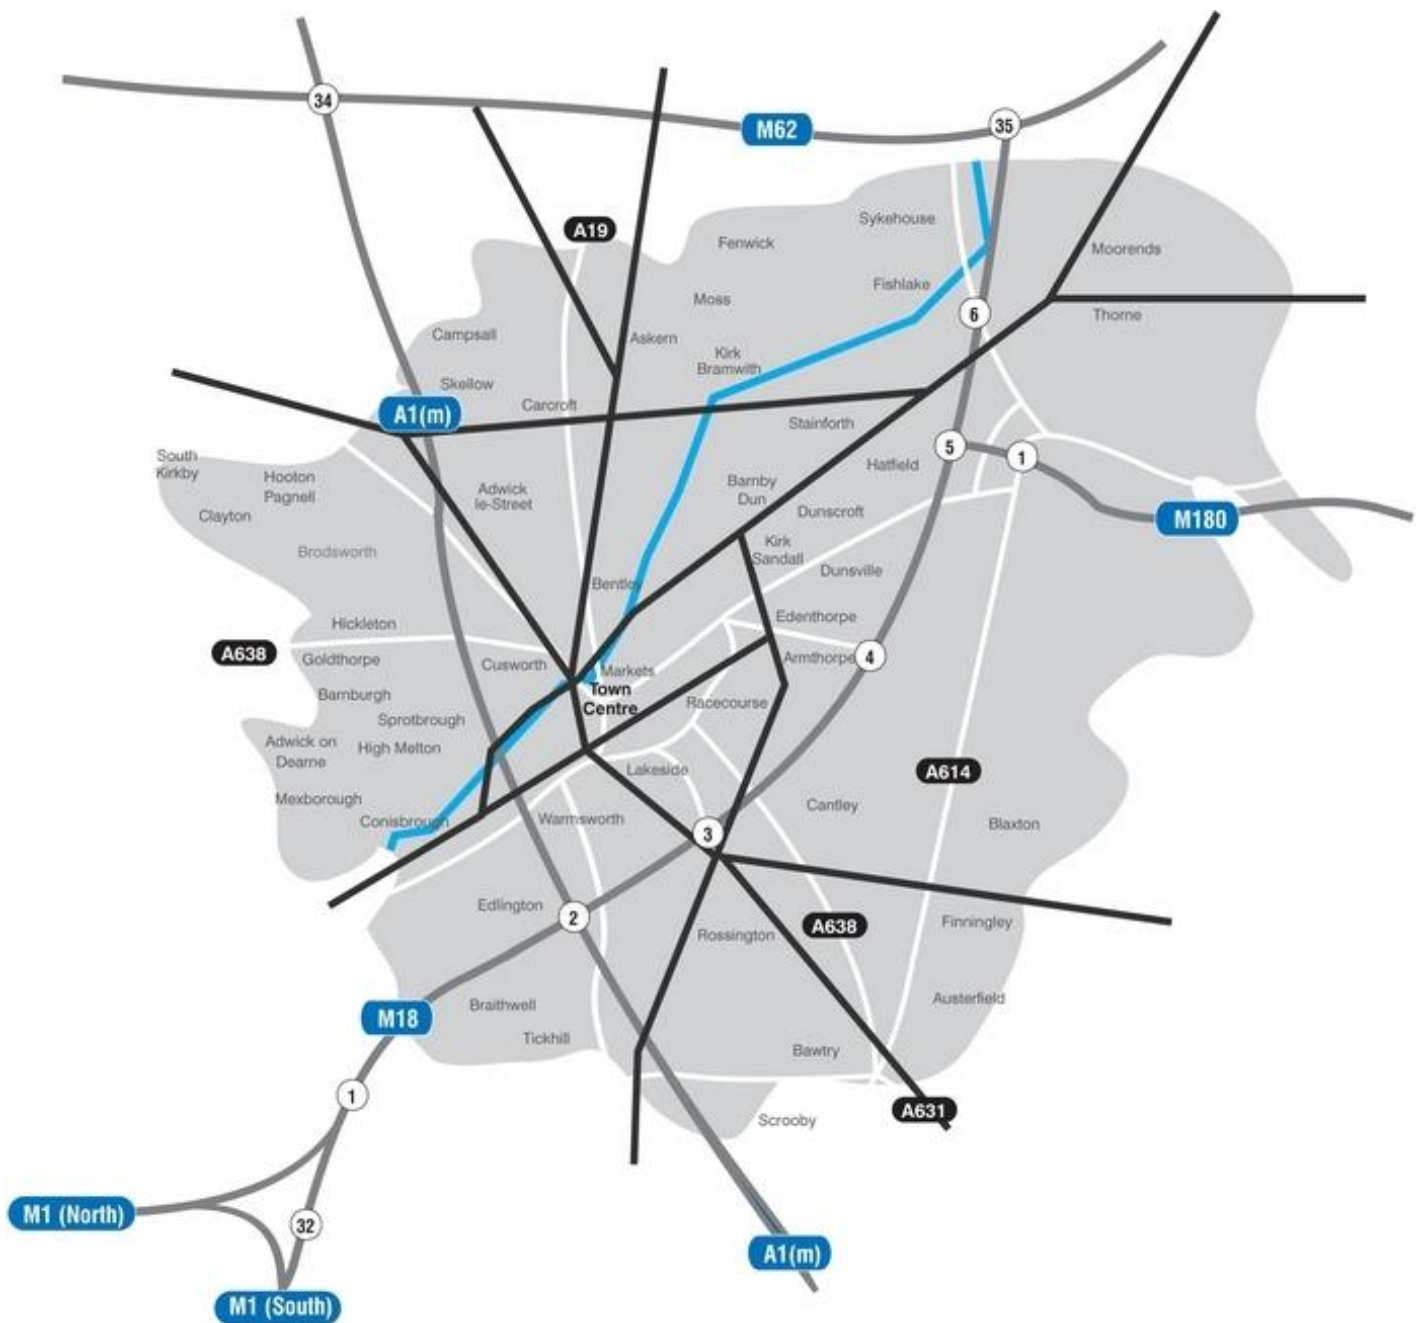 34
M62
35
A19
Sykehouse
Fenwick
Moorends
Fishlake
Moss
6
Thorne
Campsall
Askern
Kirk
Bramwith
Skellow
Carcroft
A1(m)
Stainforth
5
1
South
Kirkby
Hatfield
Hooton
Pagnell
Adwick
le-Street
Barnby
Dun
Clayton
Dunscroft
M180
Brodsworth
Kirk
Sandall
Dunsville
Bentley
Edenthorpe
Hickleton
A638
Goldthorpe
Cusworth
Markets
Armthorpe
4
Town
Centre
Barnburgh
Racecourse
Sprotbrough
Adwick on
Dearne
High Melton
Lakeside
A614
Mexborough
Cantley
Conisbrough
Warmsworth
3
Blaxton
Edlington
2
A638
Finningley
Rossington
Braithwell
Austerfield
M18
Tickhill
Bawtry
1
A631
Scrooby
M1 (North)
32
A1(m)
M1 (South)